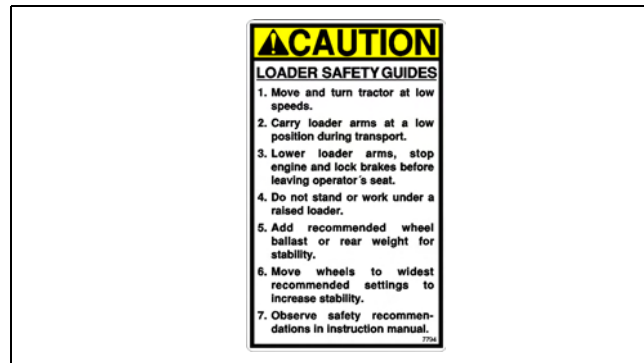 CAUTION
LOADER SAFETY GUIDES
1. Move and turn tractor at low
speeds.
2. Carry loader arms at a low
position during transport.
3. Lower loader arms, stop
engine and lock brakes before
leaving operator´s seat.
4. Do not stand or work under a
raised loader.
5. Add recommended wheel
ballast or rear weight for
stability.
6. Move wheels to widest
recommended settings to
increase stability.
7. Observe safety recommen-
dations in instruction manual.
7794